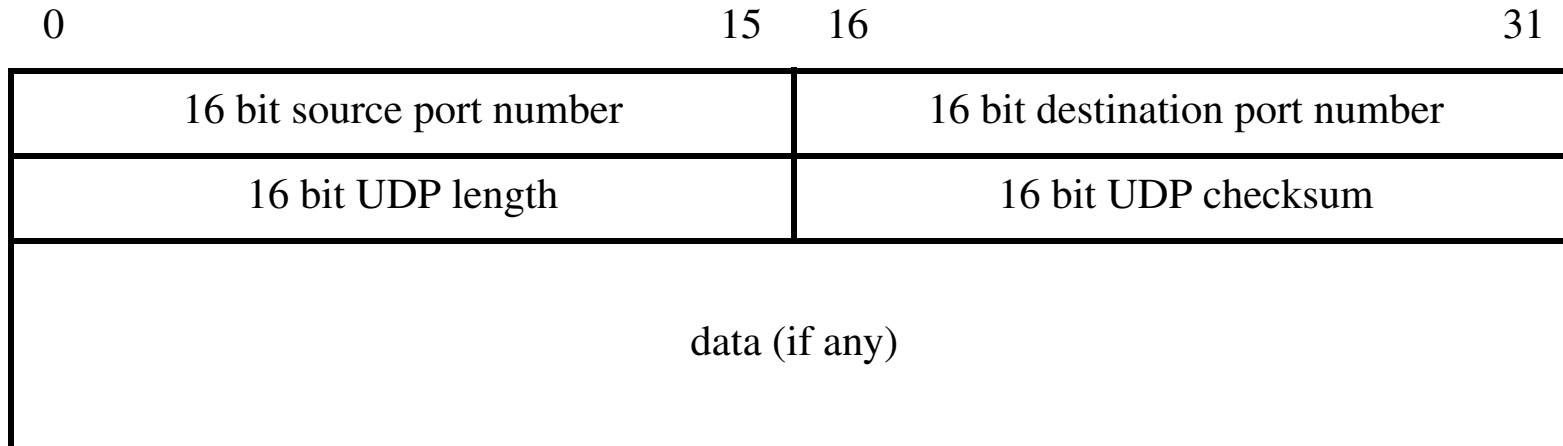 0 15 16 31
16 bit source port number 16 bit destination port number
16 bit UDP length 16 bit UDP checksum
data (if any)